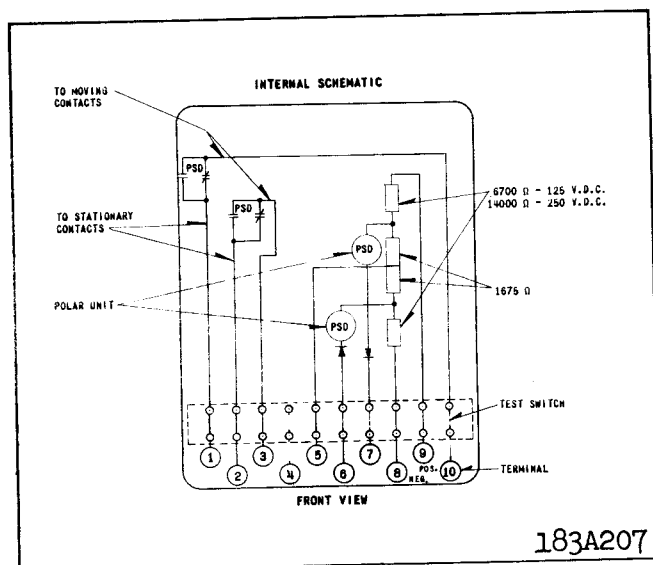 INTERNAL SCHEMATIC
TO MOVING
CONTACTS
PSD
PSD
6700 Ω - 125 V.D.C.
14000 Ω - 250 V.D.C.
TO STATIONARY
CONTACTS
PSD
1675 Ω
POLAR UNIT
PSD
TEST SWITCH
1 2 3 4 5 6 7 8 9 10
NEG. POS.
TERMINAL
FRONT VIEW
183A207